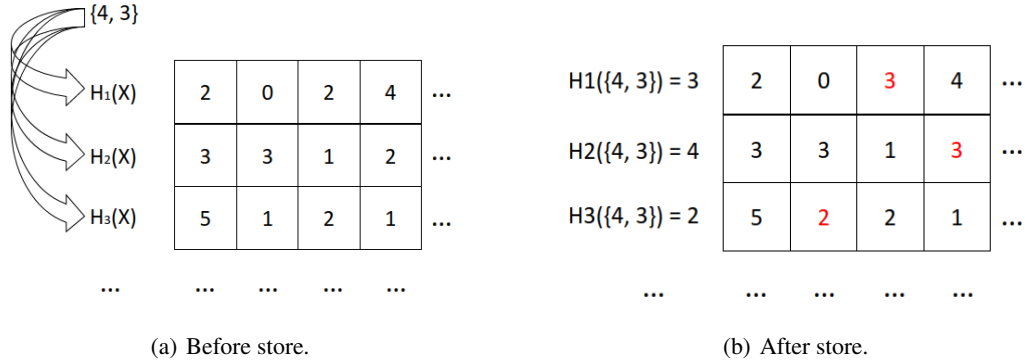 {4, 3}
H₁(X) 2 0 2 4 ...
H₂(X) 3 3 1 2 ...
H₃(X) 5 1 2 1 ...
... ... ... ... ...
(a) Before store.
H1({4, 3}) = 3 2 0 3 4 ...
H2({4, 3}) = 4 3 3 1 3 ...
H3({4, 3}) = 2 5 2 2 1 ...
... ... ... ... ...
(b) After store.